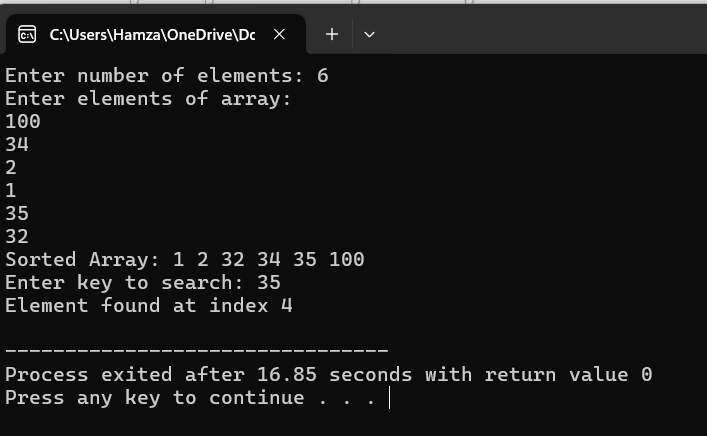 C:\Users\Hamza\OneDrive\Dc
Enter number of elements: 6
Enter elements of array:
100
34
2
1
35
32
Sorted Array: 1 2 32 34 35 100
Enter key to search: 35
Element found at index 4
--------------------------------
Process exited after 16.85 seconds with return value 0
Press any key to continue . . .